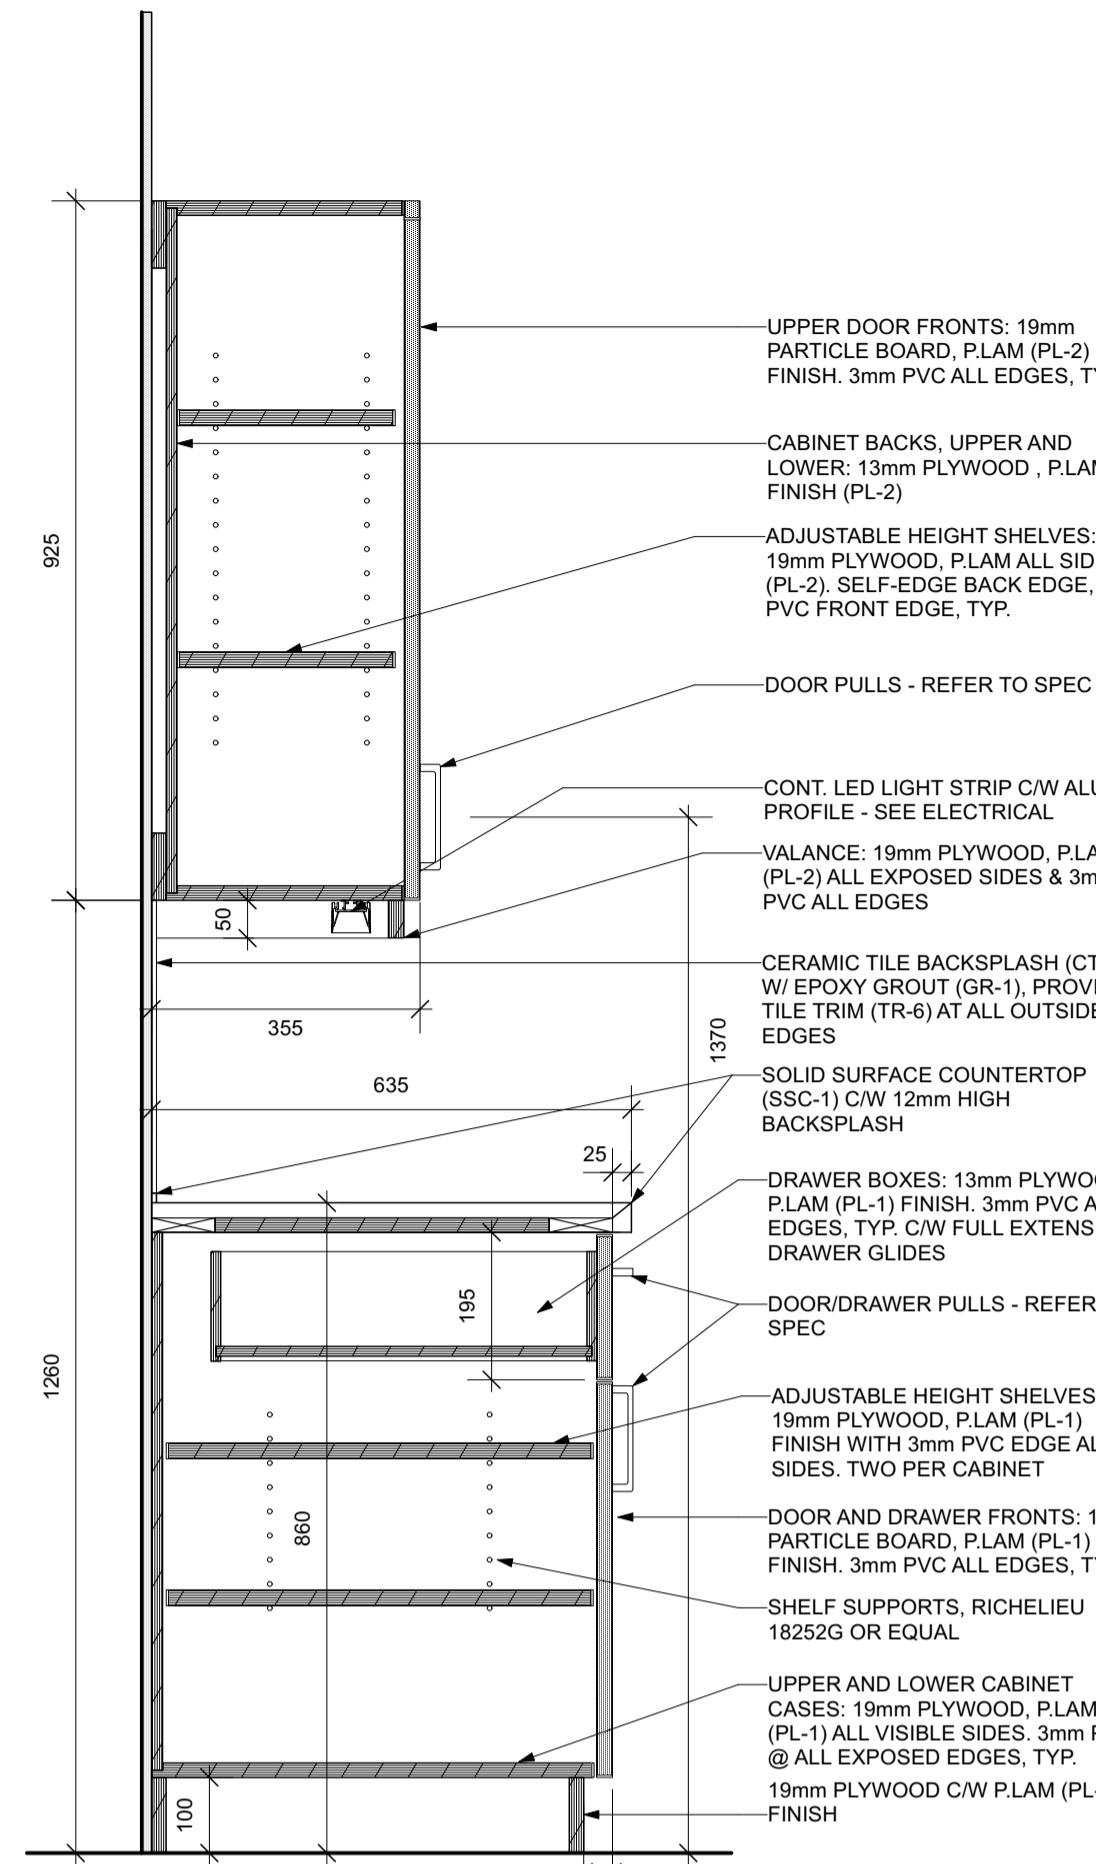 UPPER DOOR FRONTS: 19mm
PARTICLE BOARD, P.LAM (PL-2)
FINISH. 3mm PVC ALL EDGES,
CABINET BACKS, UPPER AND
LOWER: 13mm PLYWOOD , P.LAM
FINISH (PL-2)
ADJUSTABLE HEIGHT SHELVES:
19mm PLYWOOD, P.LAM ALL
(PL-2). SELF-EDGE BACK EDGE,
PVC FRONT EDGE, TYP.
925
DOOR PULLS - REFER TO SPEC
CONT. LED LIGHT STRIP C/W
PROFILE - SEE ELECTRICAL
VALANCE: 19mm PLYWOOD,
(PL-2) ALL EXPOSED SIDES &
PVC ALL EDGES
50
CERAMIC TILE BACKSPLASH
W/ EPOXY GROUT (GR-1),
TILE TRIM (TR-6) AT ALL OUTSIDE
EDGES
355
1370
635
SOLID SURFACE COUNTERTOP
(SSC-1) C/W 12mm HIGH
BACKSPLASH
25
DRAWER BOXES: 13mm
P.LAM (PL-1) FINISH. 3mm PVC
EDGES, TYP. C/W FULL
DRAWER GLIDES
195
DOOR/DRAWER PULLS - REFER
SPEC
1260
ADJUSTABLE HEIGHT SHELVES
19mm PLYWOOD, P.LAM (PL-1)
FINISH WITH 3mm PVC EDGE
SIDES. TWO PER CABINET
860
DOOR AND DRAWER FRONTS:
PARTICLE BOARD, P.LAM (PL-1)
FINISH. 3mm PVC ALL EDGES,
SHELF SUPPORTS, RICHELIEU
18252G OR EQUAL
UPPER AND LOWER CABINET
CASES: 19mm PLYWOOD, P.LAM
(PL-1) ALL VISIBLE SIDES. 3mm
@ ALL EXPOSED EDGES, TYP.
19mm PLYWOOD C/W P.LAM
FINISH
100